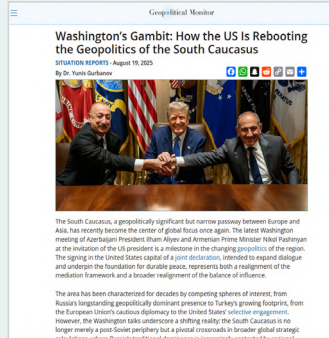 Geopolitical Monitor
Washington's Gambit: How the US Is Rebooting
the Geopolitics of the South Caucasus
SITUATION REPORTS - August 19, 2025
By Dr. Yunis Gurbanov
The South Caucasus, a geopolitically significant but narrow passway between Europe and
Asia, has recently become the center of global focus once again. The latest Washington
meeting of Azerbaijani President Ilham Aliyev and Armenian Prime Minister Nikol Pashinyan
at the invitation of the US president is a milestone in the changing geopolitics of the region.
The signing in the United States capital of a joint declaration, intended to expand dialogue
and underpin the foundation for durable peace, represents both a realignment of the
mediation framework and a broader realignment of the balance of influence.
The area has been characterized for decades by competing spheres of interest, from
Russia's longstanding geopolitically dominant presence to Turkey's growing footprint, from
the European Union's cautious diplomacy to the United States' selective engagement.
However, the Washington talks underscore a shifting reality: the South Caucasus is no
longer merely a post-Soviet periphery but a pivotal crossroads in broader global strategic